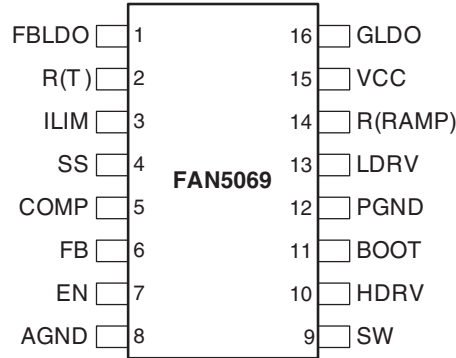 FBLDO 1 16 GLDO
R(T) 2 15 VCC
ILIM 3 14 R(RAMP)
SS 4 13 LDRV
FAN5069
COMP 5 12 PGND
FB 6 11 BOOT
EN 7 10 HDRV
AGND 8 9 SW